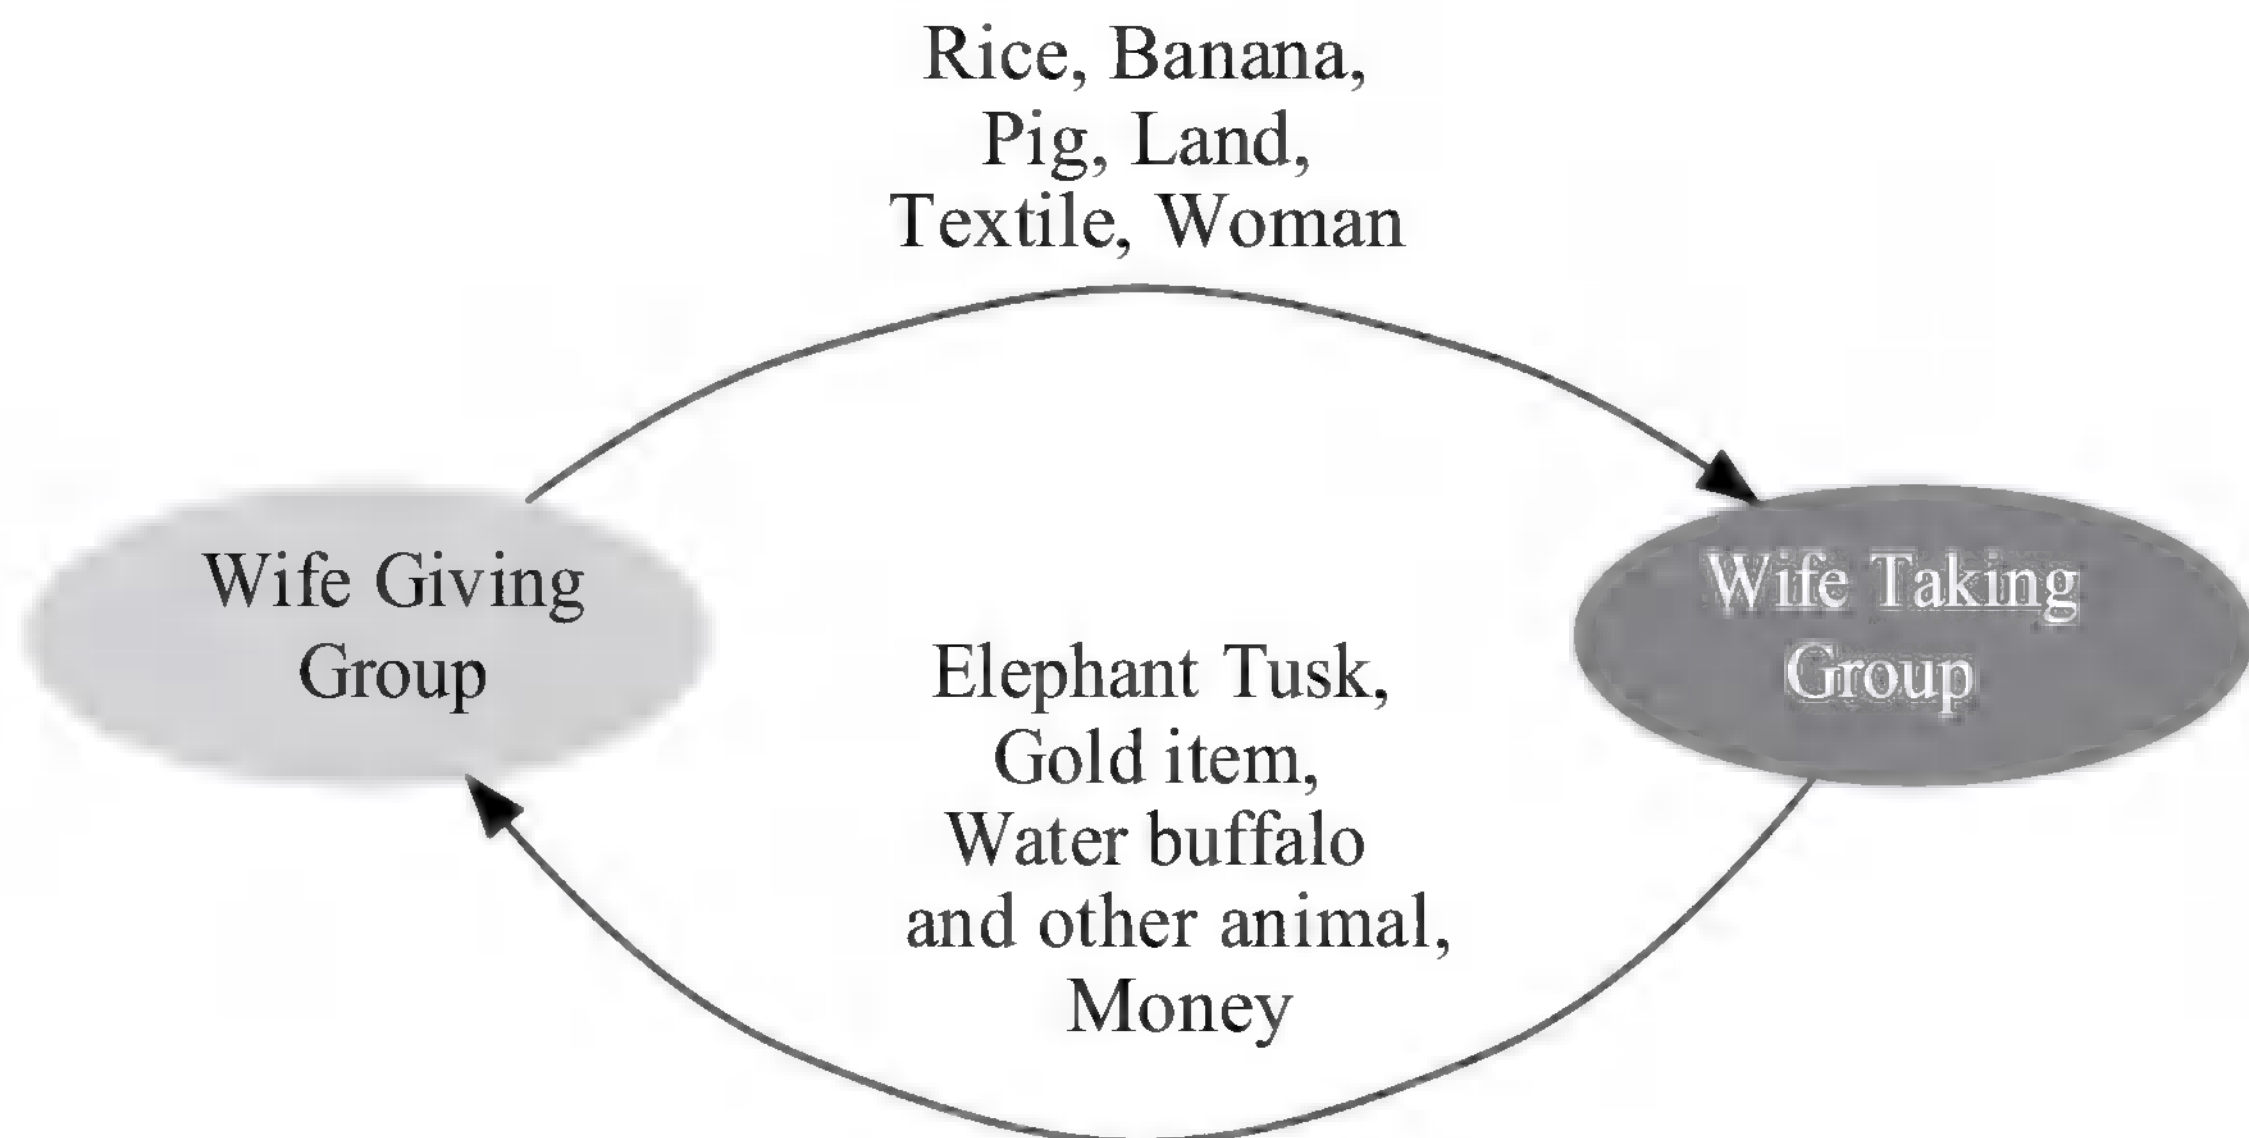 Rice, Banana,
Pig, Land,
Textile, Woman
Wife Giving
Group
Wife Taking
Group
Elephant Tusk,
Gold item,
Water buffalo
and other animal,
Money